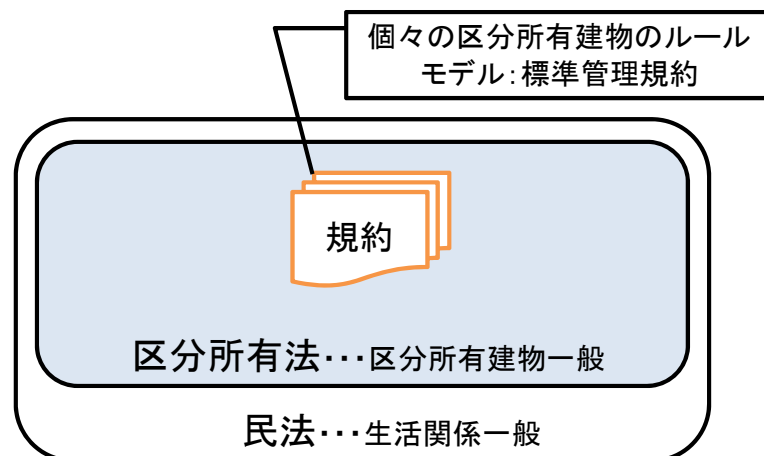 個々の区分所有建物のルール
モデル:標準管理規約
規約
区分所有法･･･区分所有建物一般
民法･･･生活関係一般